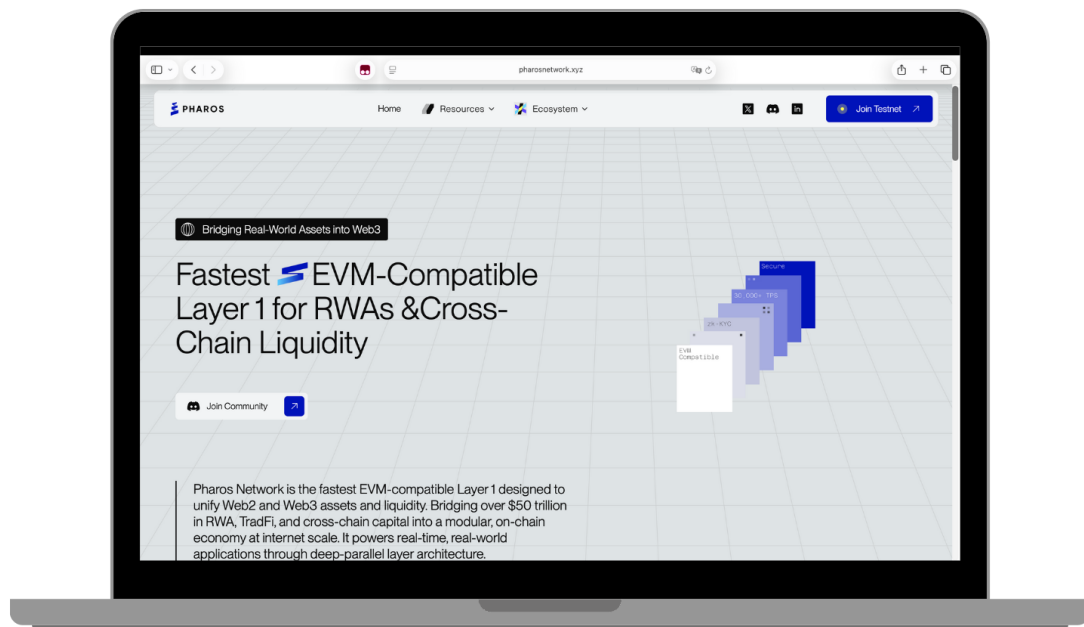 pharosnetwork.xyz
PHAROS
Home
Resources
Ecosystem
Join Testnet
Bridging Real-World Assets into Web3
Fastest EVM-Compatible
Layer 1 for RWAs &Cross-
Chain Liquidity
Join Community
Secure
30 000+ TPS
zk-KYC
EVM
Compatible
Pharos Network is the fastest EVM-compatible Layer 1 designed to
unify Web2 and Web3 assets and liquidity. Bridging over $50 trillion
in RWA, TradFi, and cross-chain capital into a modular, on-chain
economy at internet scale. It powers real-time, real-world
applications through deep-parallel layer architecture.